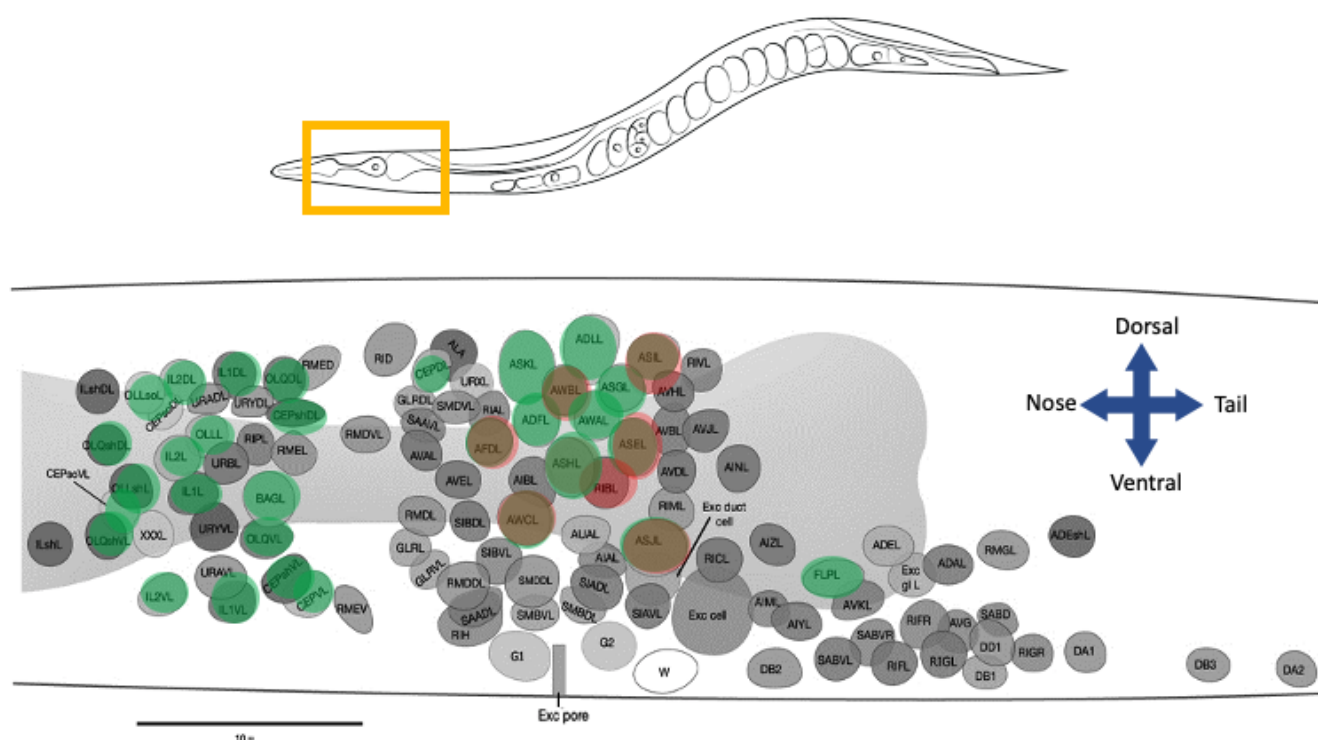 Dorsal
Nose
Tail
Ventral
ILshDL
OLLsoL
IL2DL
IL1DL
OLQDL
RMED
CEPsoDL
URADL
URYDL
CEPshDL
OLQshDL
OLLL
RIPL
RMEL
CEPsoVL
IL2L
URBL
OLLshL
IL1L
BAGL
ILshL
OLQshVL
XXXL
URYVL
OLQVL
URAVL
CEPshVL
IL2VL
IL1VL
CEPVL
RMEV
RID
ALA
CEPDL
URXL
GLRDL
SMDVL
RIAL
RMDVL
SAAVL
AVAL
AVEL
AIBL
RMDL
SIBDL
GLRL
GLRVL
SIBVL
RMDDL
SMDDL
SAADL
SMBVL
RIH
SMBDL
G1
G2
W
ASKL
ADLL
ASIL
RIVL
AWBL
ASGL
AVHL
ADFL
AWAL
AVBL
AVJL
AFDL
ASEL
ASHL
AVDL
AINL
RIBL
RIML
AWCL
Exc duct
cell
ASJL
AIAL
RICL
AIZL
SIADL
SIAVL
Exc cell
AIML
AIYL
FLPL
ADEL
Exc
gl L
ADAL
RMGL
ADEshL
AVKL
RIFR
AVG
SABD
SABVR
DD1
RIGR
DA1
DB2
SABVL
RIFL
RIGL
DB1
DB3
DA2
Exc pore